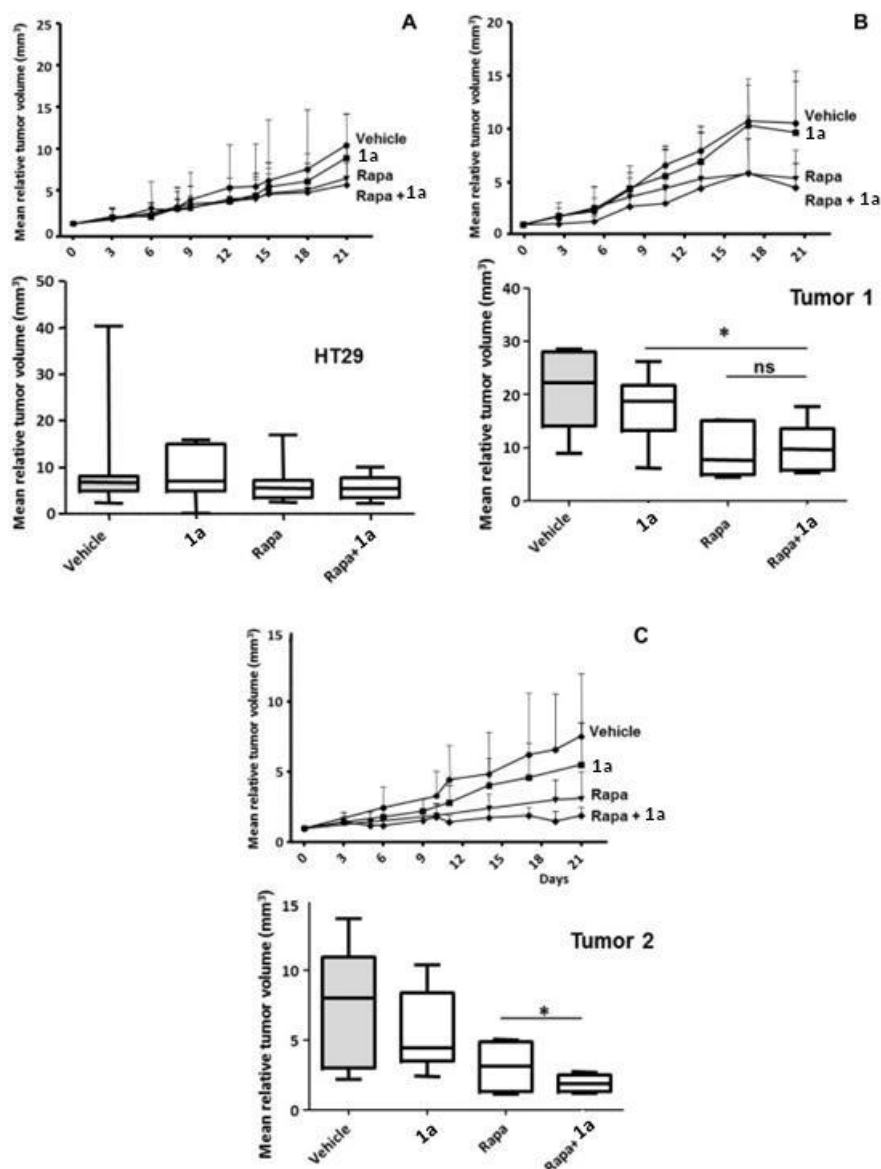 A
Mean relative tumor volume (mm³)
25
20
15
10
5
0
Vehicle
1a
Rapa
Rapa + 1a
0 3 6 9 12 15 18 21
B
Mean relative tumor volume (mm³)
20
15
10
5
0
Vehicle
1a
Rapa
Rapa + 1a
0 3 6 9 12 15 18 21
Mean relative tumor volume (mm³)
50
40
30
20
10
0
HT29
Vehicle 1a Rapa Rapa+ 1a
Mean relative tumor volume (mm³)
40
30
20
10
0
Tumor 1
*
ns
Vehicle 1a Rapa Rapa+ 1a
C
Mean relative tumor volume (mm³)
15
10
5
0
Vehicle
1a
Rapa
Rapa + 1a
0 3 6 9 12 15 18 21
Days
Mean relative tumor volume (mm³)
15
10
5
0
Tumor 2
*
Vehicle 1a Rapa Rapa+ 1a